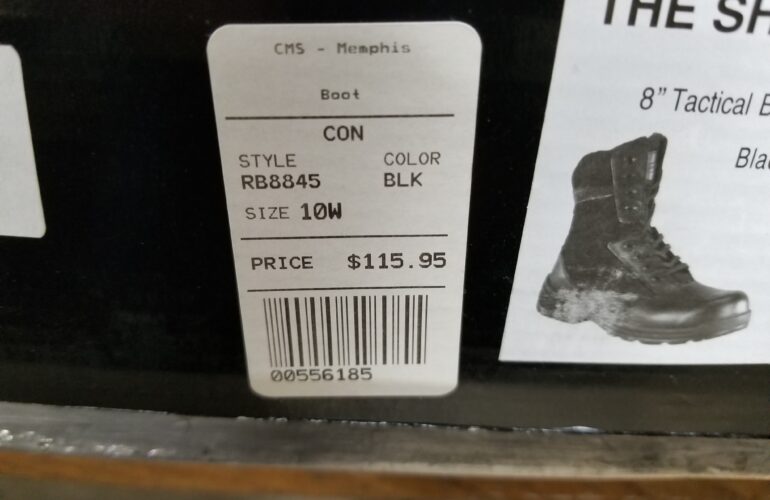 CMS - Memphis
Boot
CON
STYLE COLOR
RB8845 BLK
SIZE 10W
PRICE $115.95
00556185
THE SH
8" Tactical B
Bla